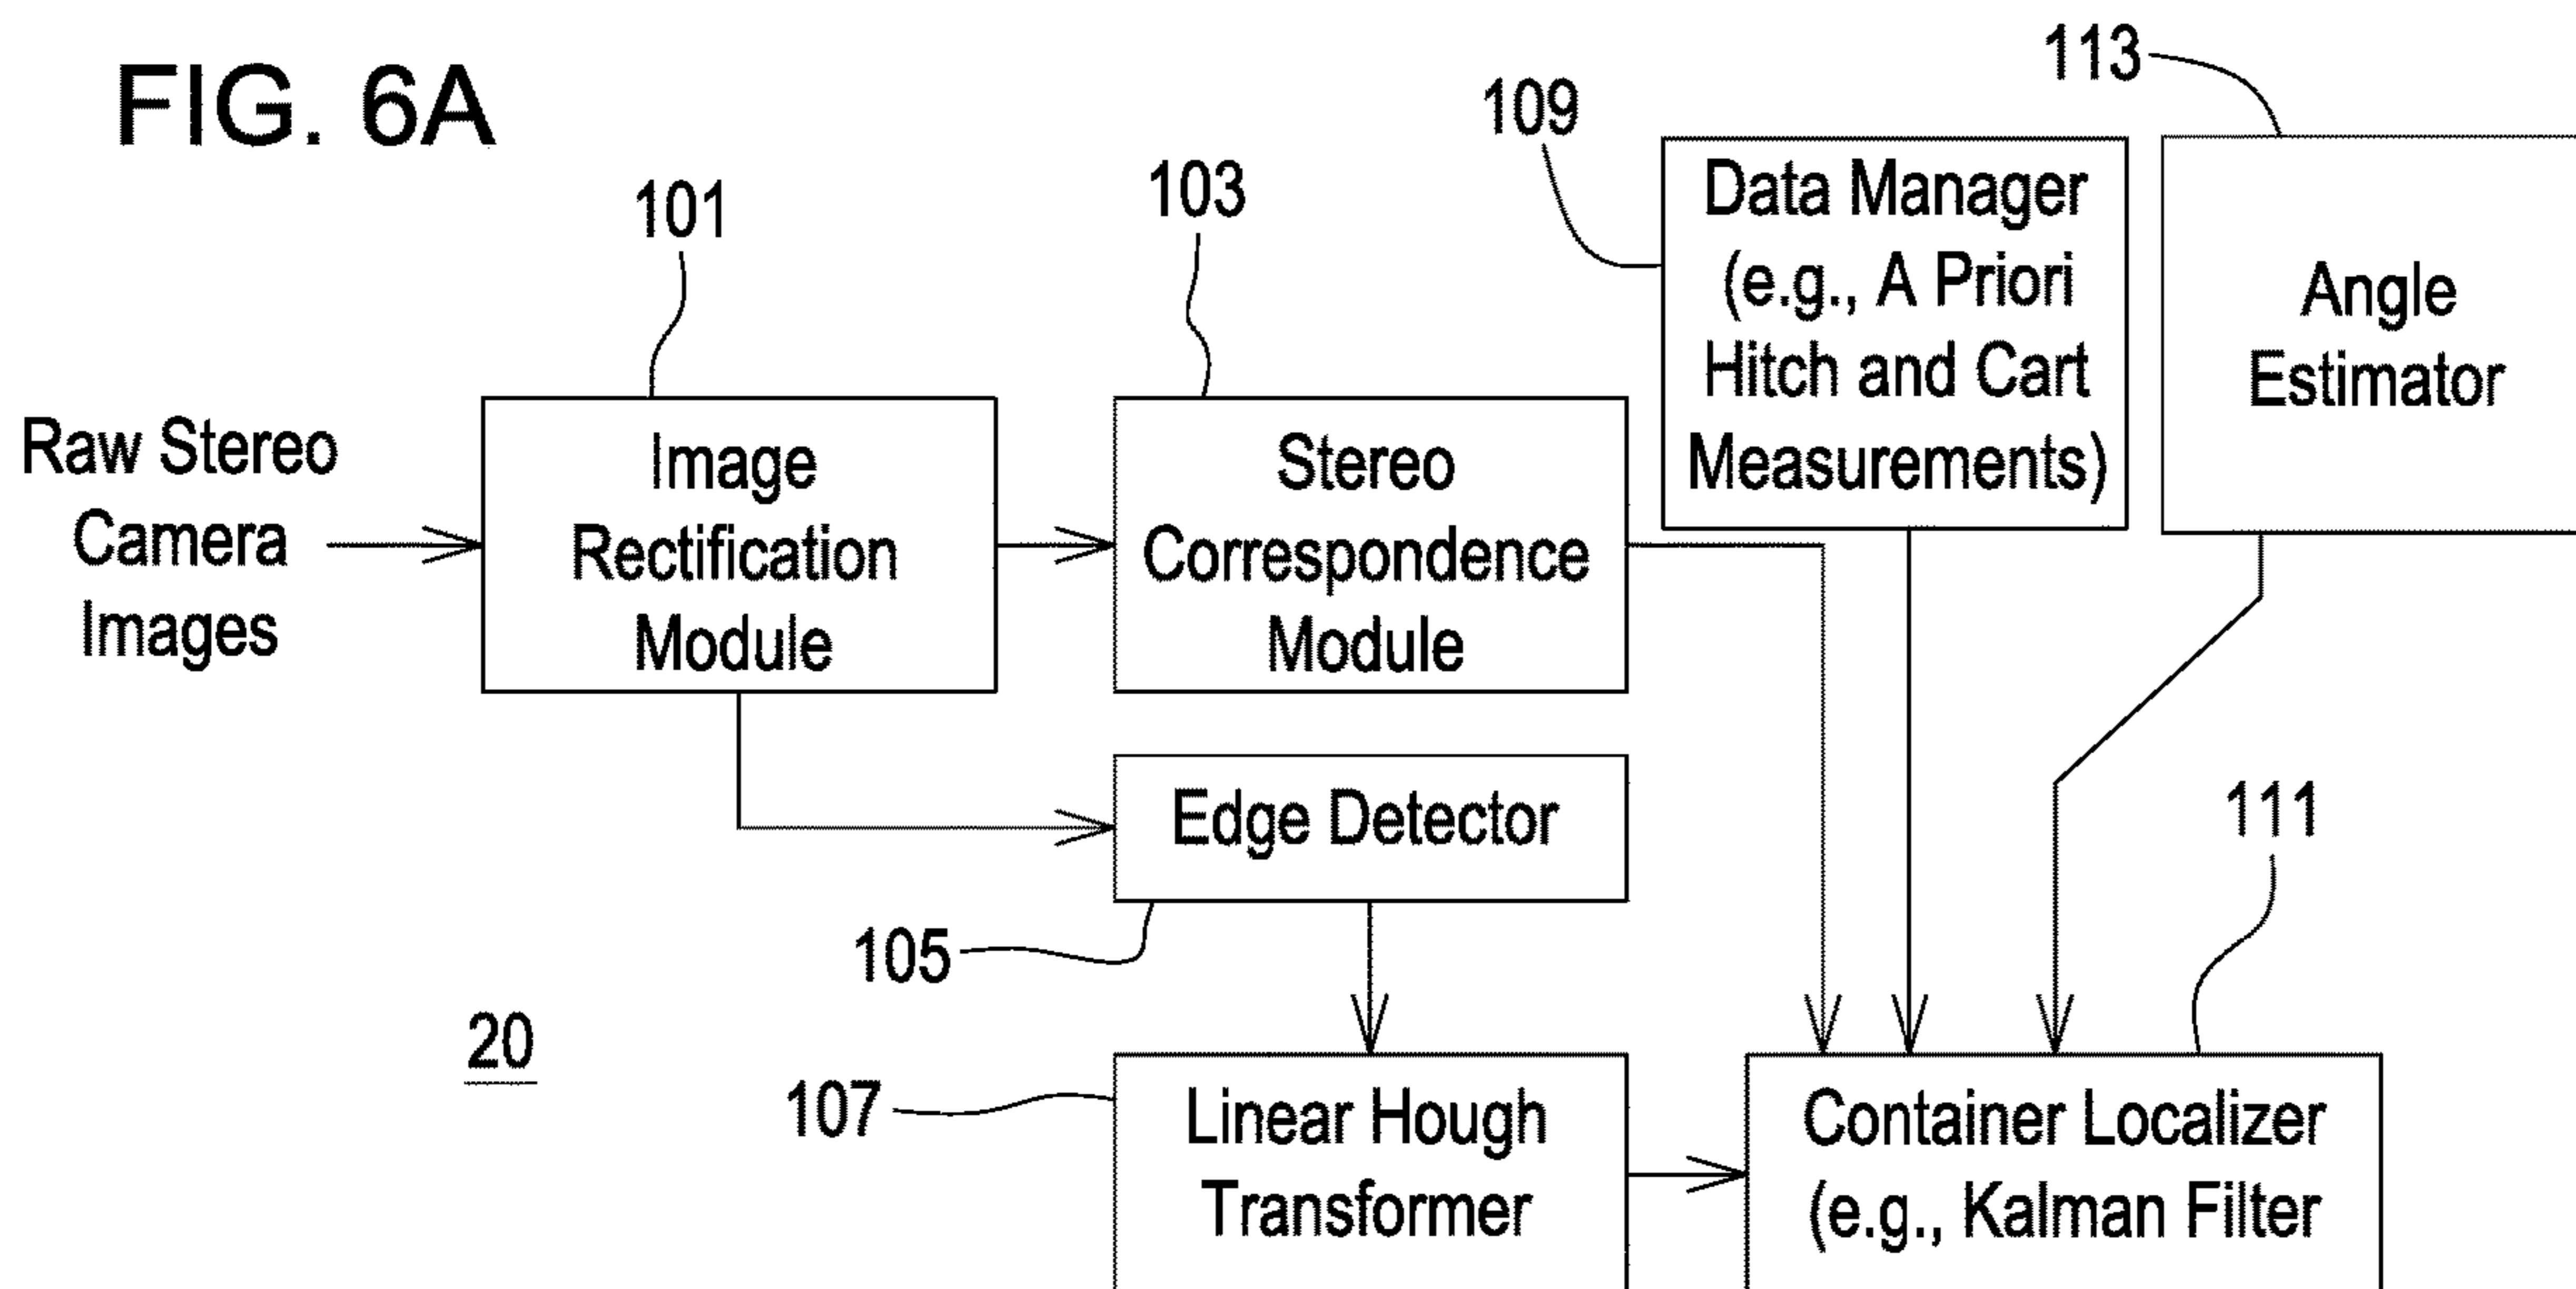 FIG. 6A
113
109
101
103
Data Manager
(e.g., A Priori
Hitch and Cart
Measurements)
Angle
Estimator
Raw Stereo
Camera
Images
Image
Rectification
Module
Stereo
Correspondence
Module
Edge Detector
111
105
20
107
Linear Hough
Transformer
Container Localizer
(e.g., Kalman Filter